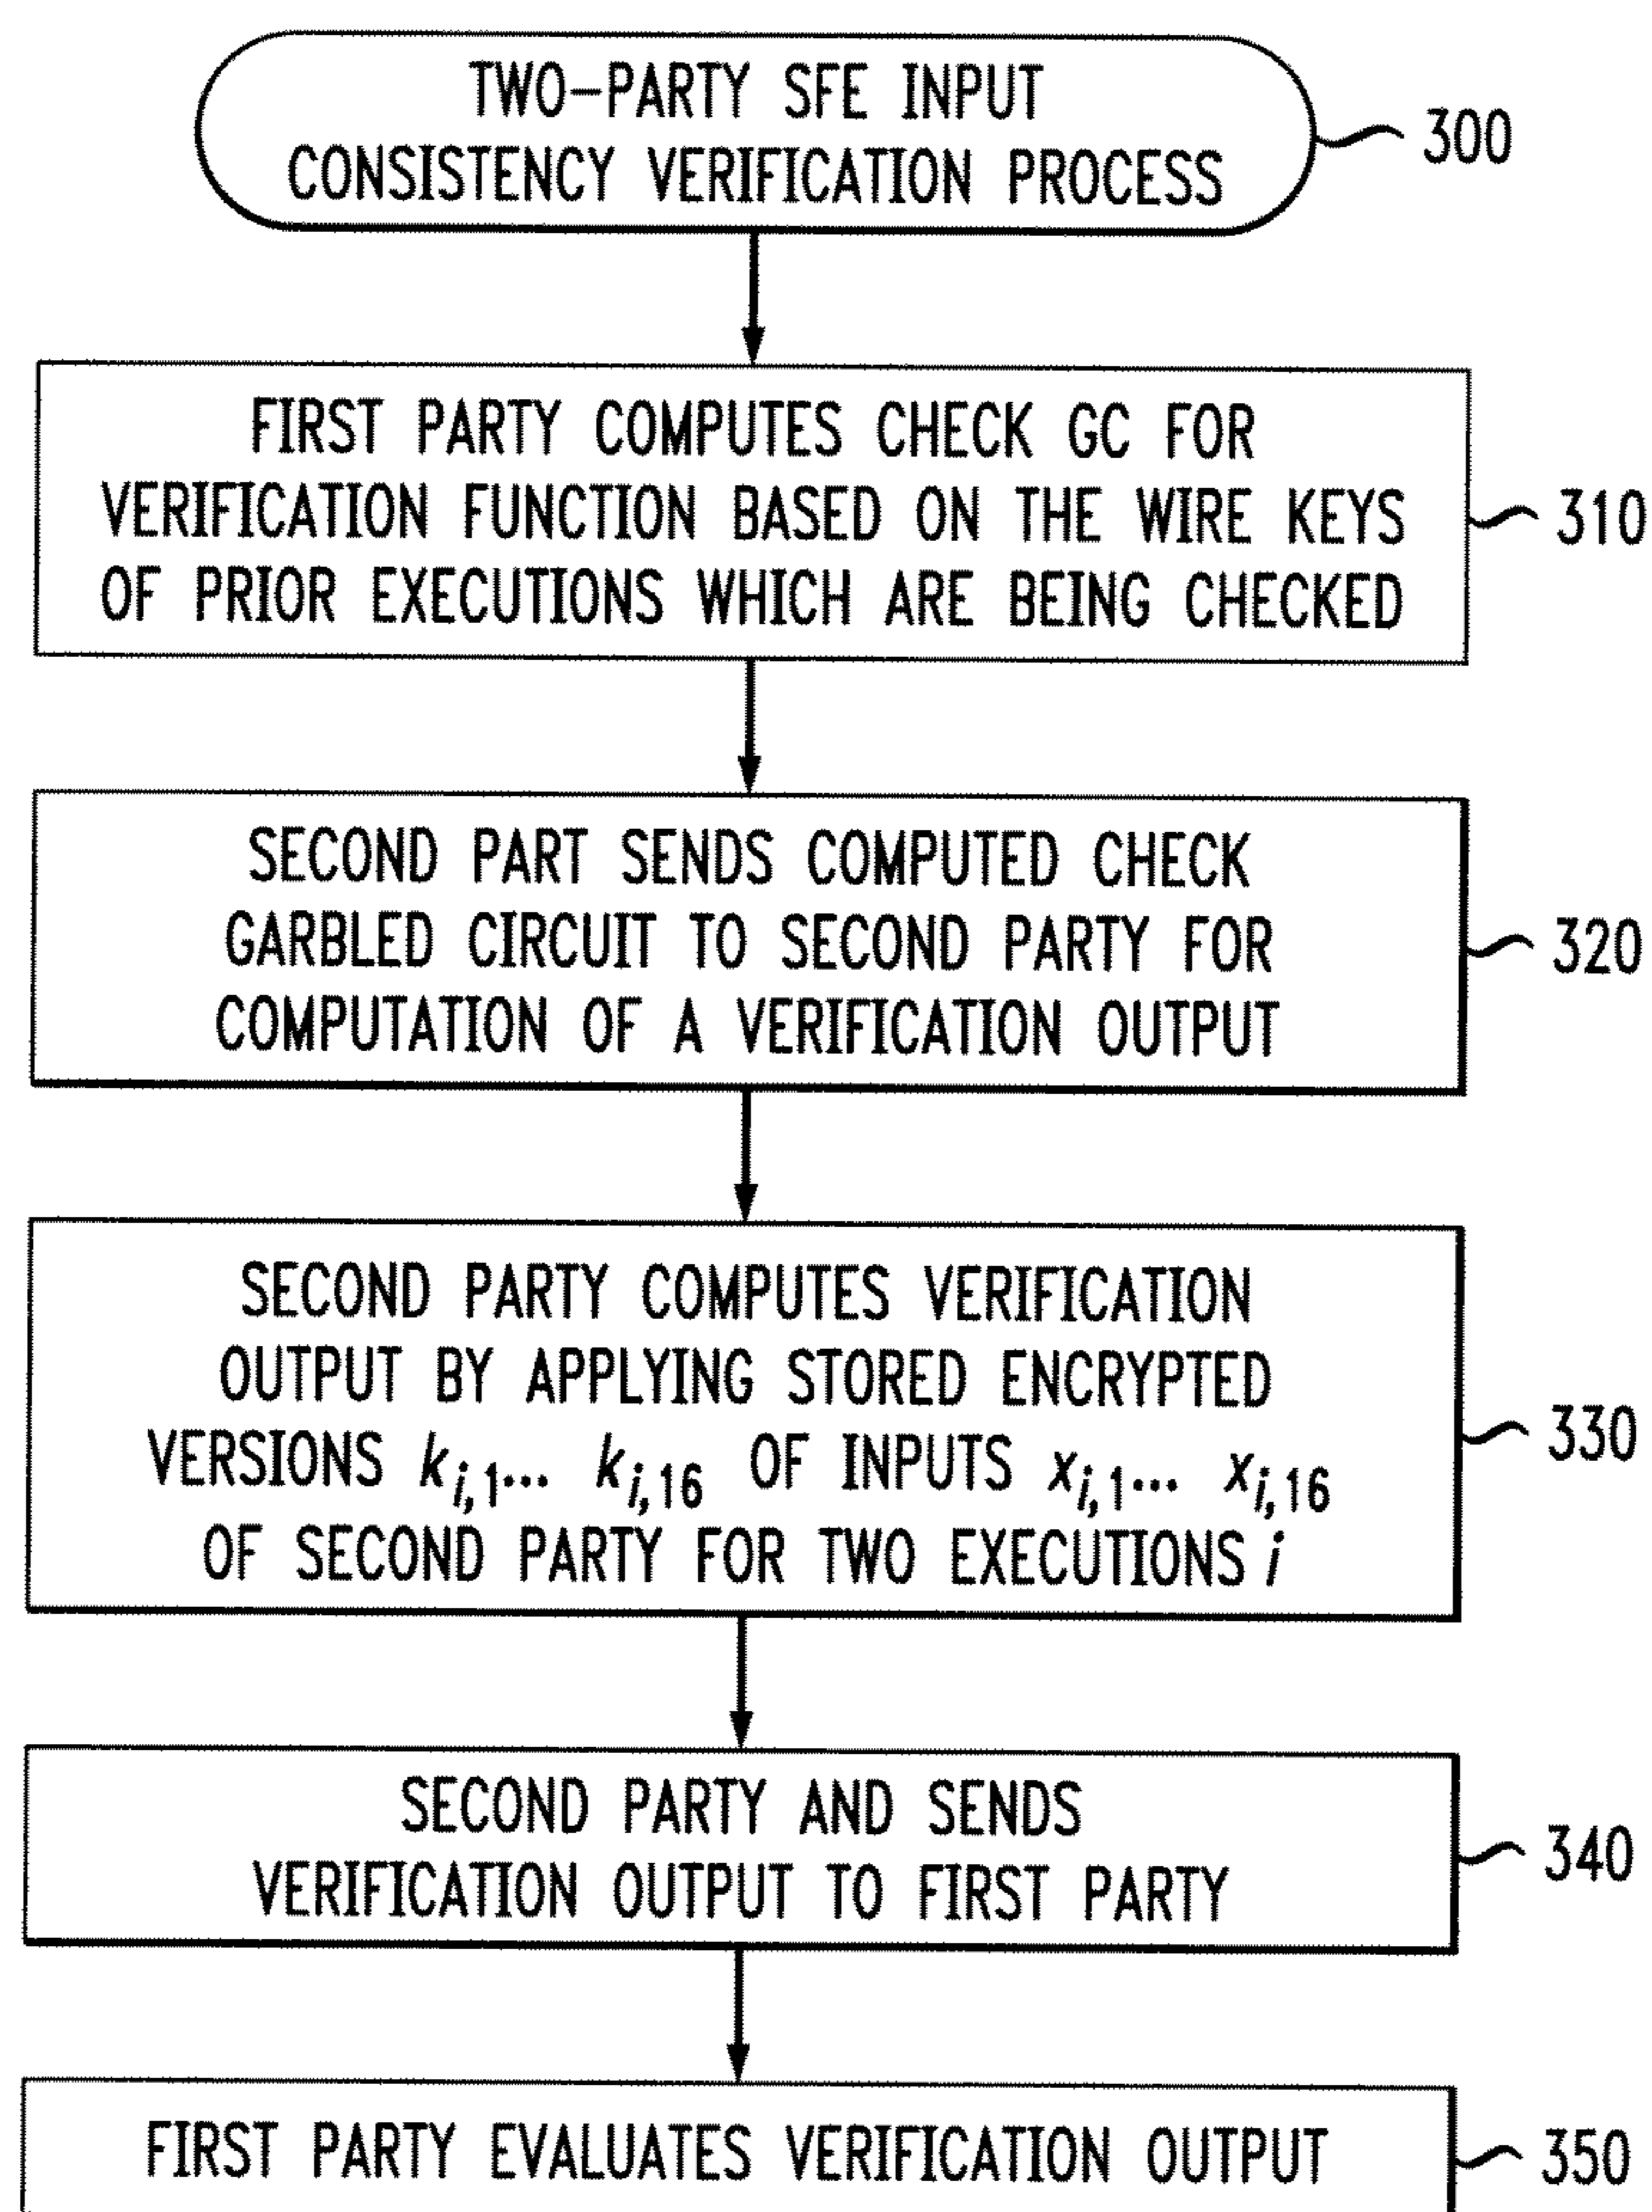 TWO-PARTY SFE INPUT
CONSISTENCY VERIFICATION PROCESS
300
FIRST PARTY COMPUTES CHECK GC FOR
VERIFICATION FUNCTION BASED ON THE WIRE KEYS
OF PRIOR EXECUTIONS WHICH ARE BEING CHECKED
310
SECOND PART SENDS COMPUTED CHECK
GARBLED CIRCUIT TO SECOND PARTY FOR
COMPUTATION OF A VERIFICATION OUTPUT
320
SECOND PARTY COMPUTES VERIFICATION
OUTPUT BY APPLYING STORED ENCRYPTED
VERSIONS k_{i,1}... k_{i,16} OF INPUTS x_{i,1}... x_{i,16}
OF SECOND PARTY FOR TWO EXECUTIONS i
330
SECOND PARTY AND SENDS
VERIFICATION OUTPUT TO FIRST PARTY
340
FIRST PARTY EVALUATES VERIFICATION OUTPUT
350